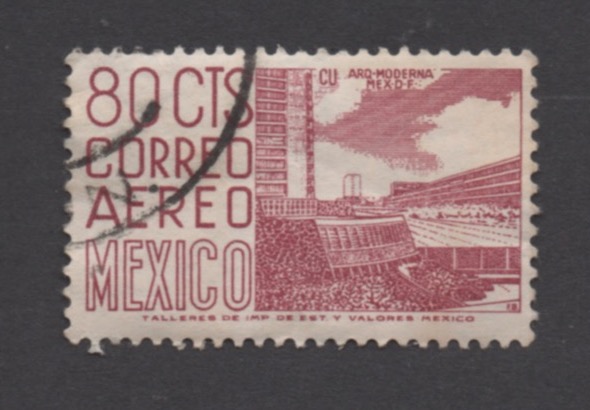 80 CTS
CORREO
AEREO
MEXICO
CU ARQ-MODERNA
MEX-D-F-
TALLERES DE IMP. DE EST. Y VALORES MEXICO